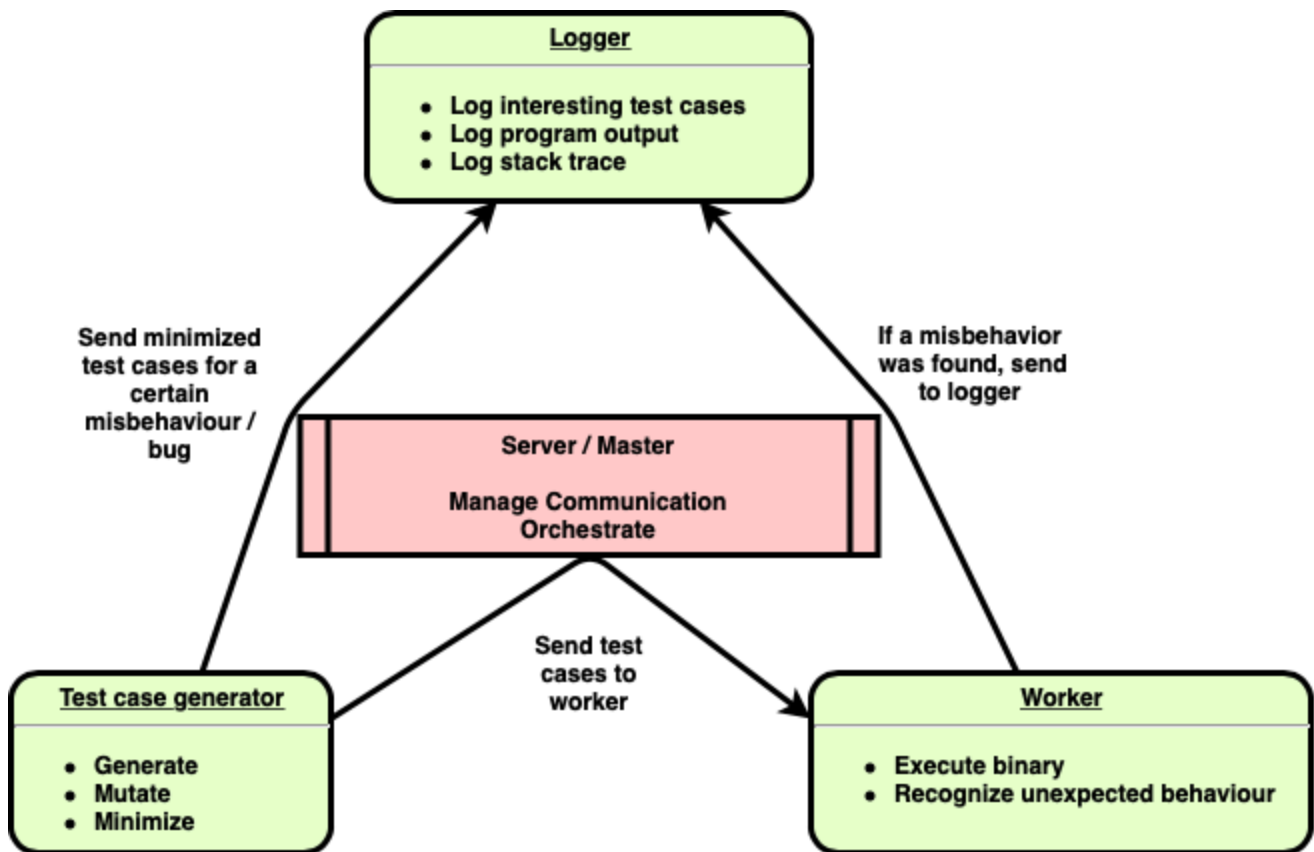 Logger
• Log interesting test cases
• Log program output
• Log stack trace
Send minimized
test cases for a
certain
misbehaviour /
bug
If a misbehavior
was found, send
to logger
Server / Master
Manage Communication
Orchestrate
Send test
cases to
worker
Test case generator
• Generate
• Mutate
• Minimize
Worker
• Execute binary
• Recognize unexpected behaviour